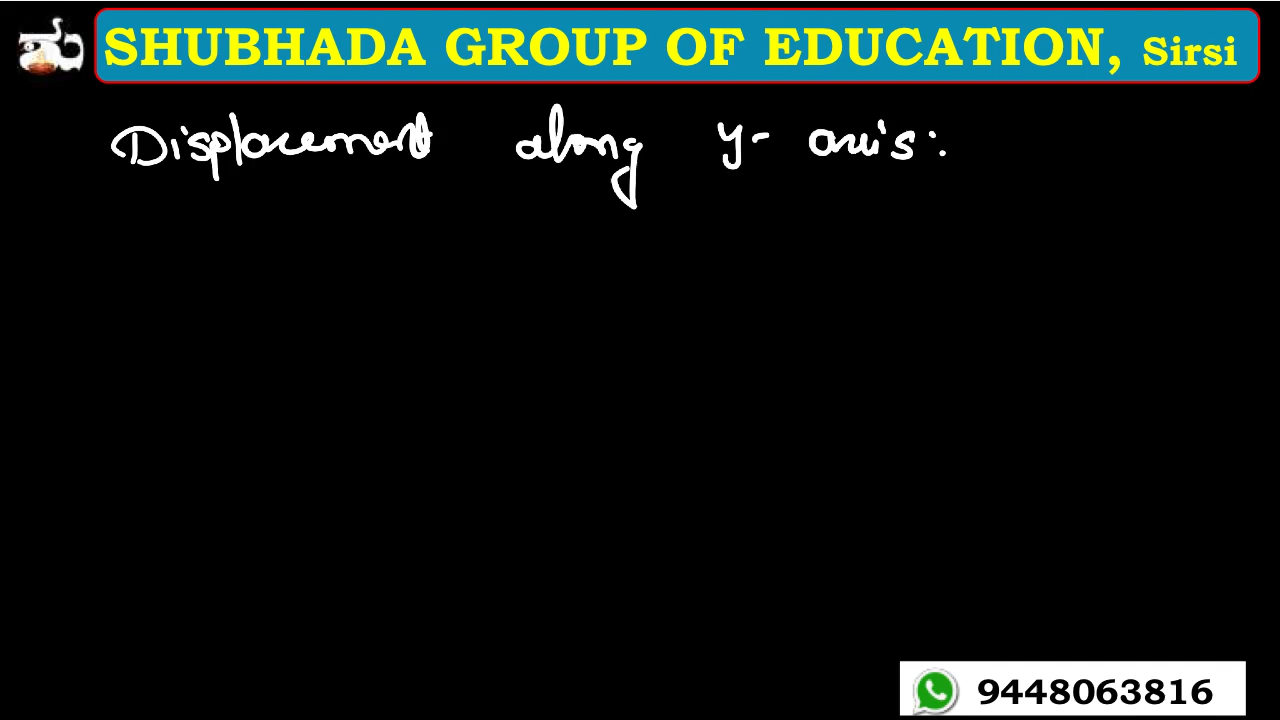 ಶು SHUBHADA GROUP OF EDUCATION, Sirsi
Displacement along y- axis:
9448063816